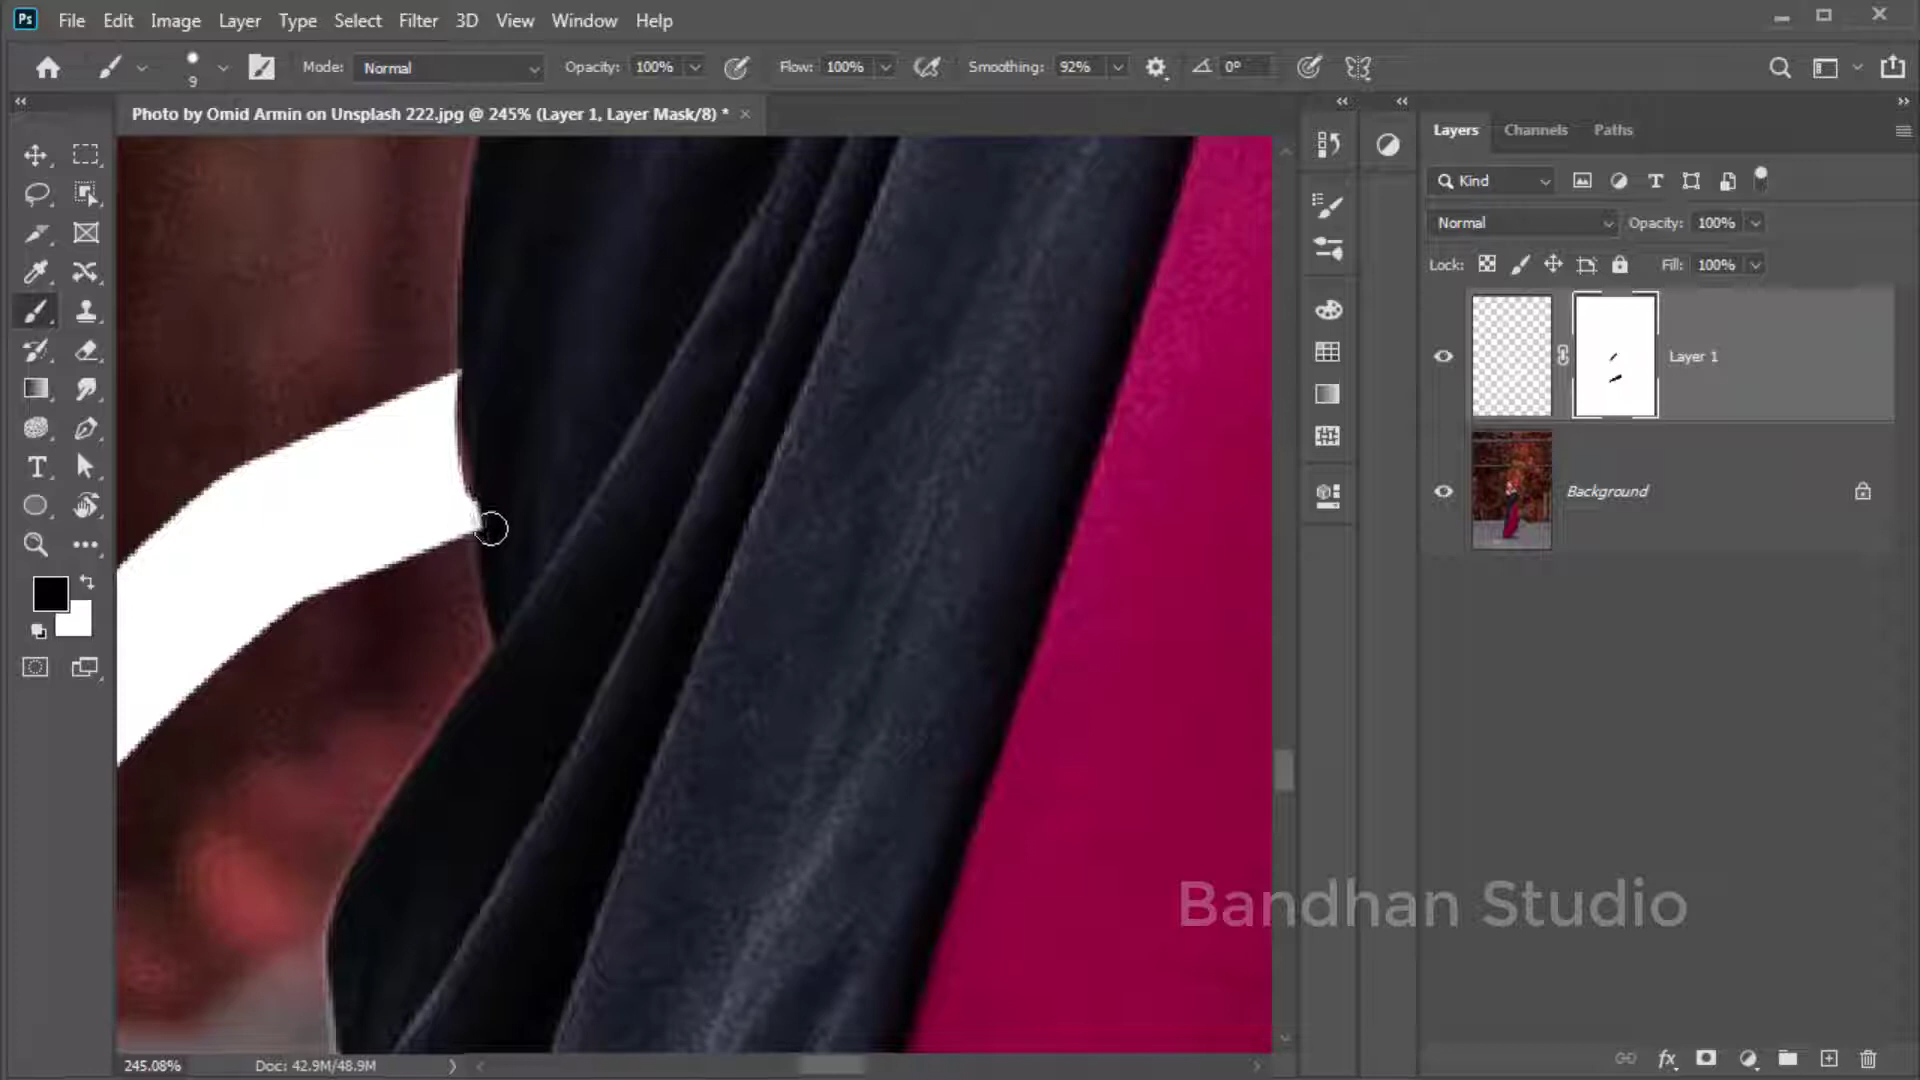 Ps File Edit Image Layer Type Select Filter 3D View Window Help
9 Mode: Normal Opacity: 100% Flow: 100% Smoothing: 92% 0°
Photo by Omid Armin on Unsplash 222.jpg @ 245% (Layer 1, Layer Mask/8) *
Layers Channels Paths
Kind
Normal Opacity: 100%
Lock: Fill: 100%
Layer 1
Background
Bandhan Studio
245.08% Doc: 42.9M/48.9M